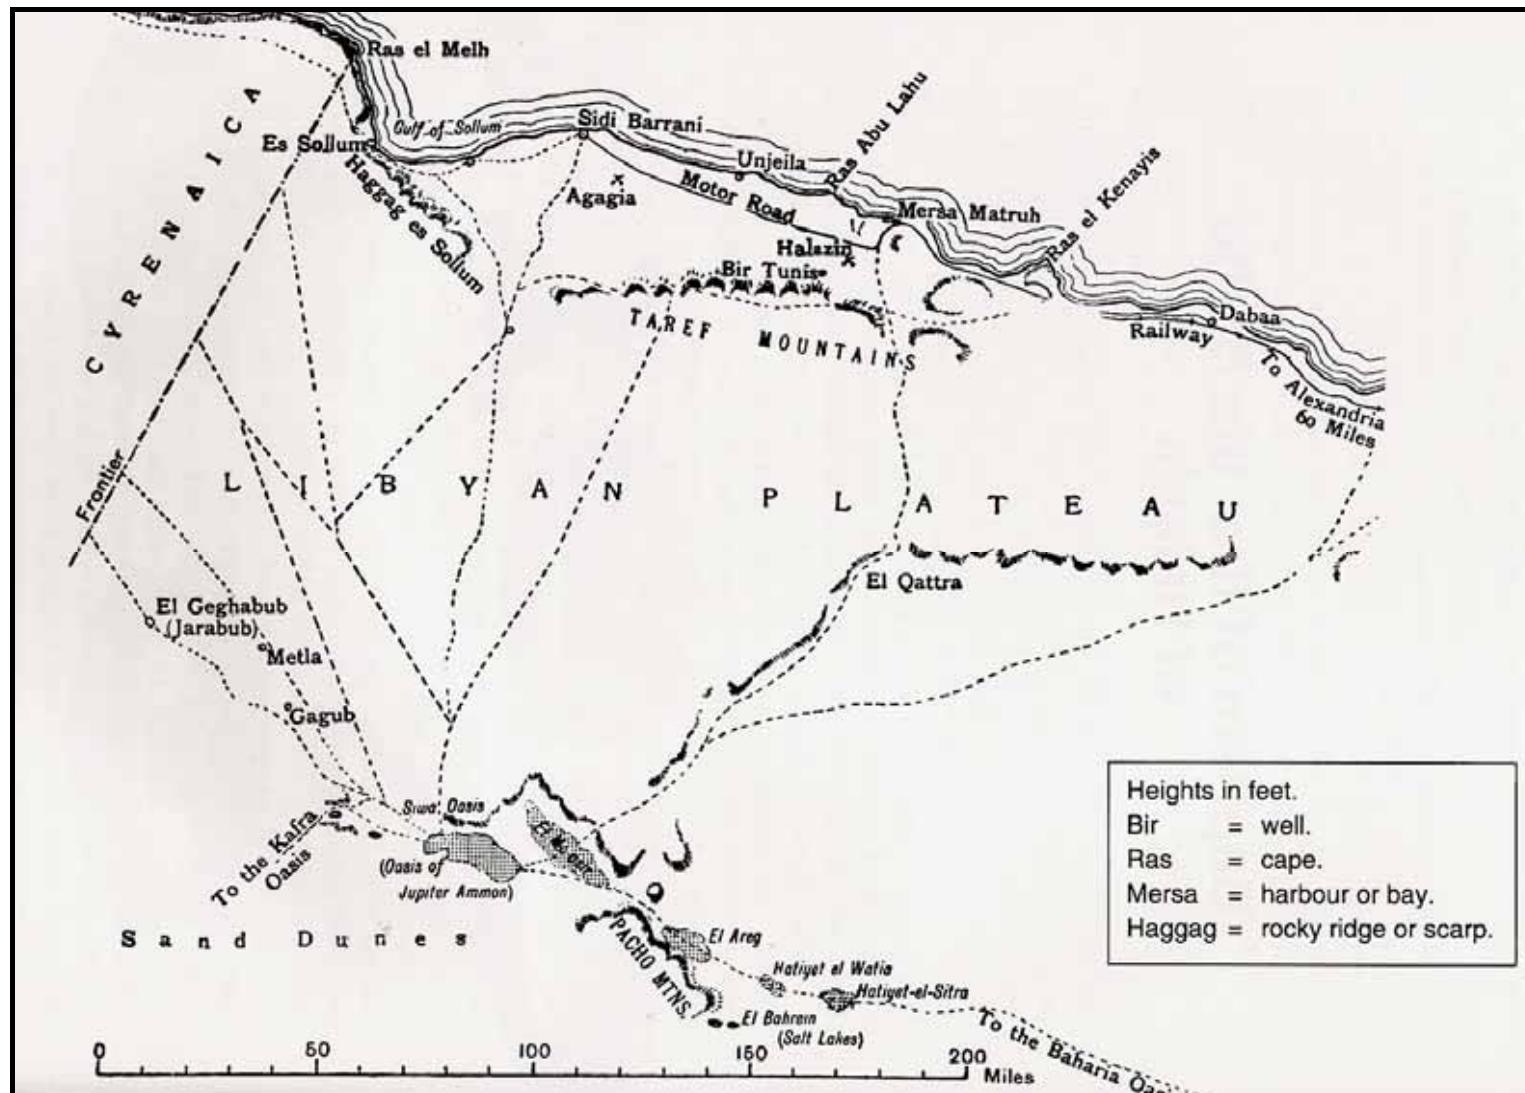 Ras el Melh
CYRENAICA
Es Sollum
Gulf of Sollum
Haggag es Sollum
Sidi Barrani
Unjeila
Ras Abu Lahu
Agagia
Motor Road
Mersa Matruh
Ras el Kenayis
Halazin
Bir Tunis
TAREF MOUNTAINS
Dabaa
Railway
To Alexandria
60 Miles
Frontier
LIBYAN PLATEAU
El Qattra
El Geghabub
(Jarabub)
Metla
Gagub
Siwa Oasis
(Oasis of
Jupiter Ammon)
To the Kafra
Oasis
Sand Dunes
PACHO MTNS.
El Areg
Hatiyet el Watia
Hatiyet-el-Sitra
El Bahrein
(Salt Lakes)
To the Baharia
Heights in feet.
Bir = well.
Ras = cape.
Mersa = harbour or bay.
Haggag = rocky ridge or scarp.
0 50 100 150 200
Miles